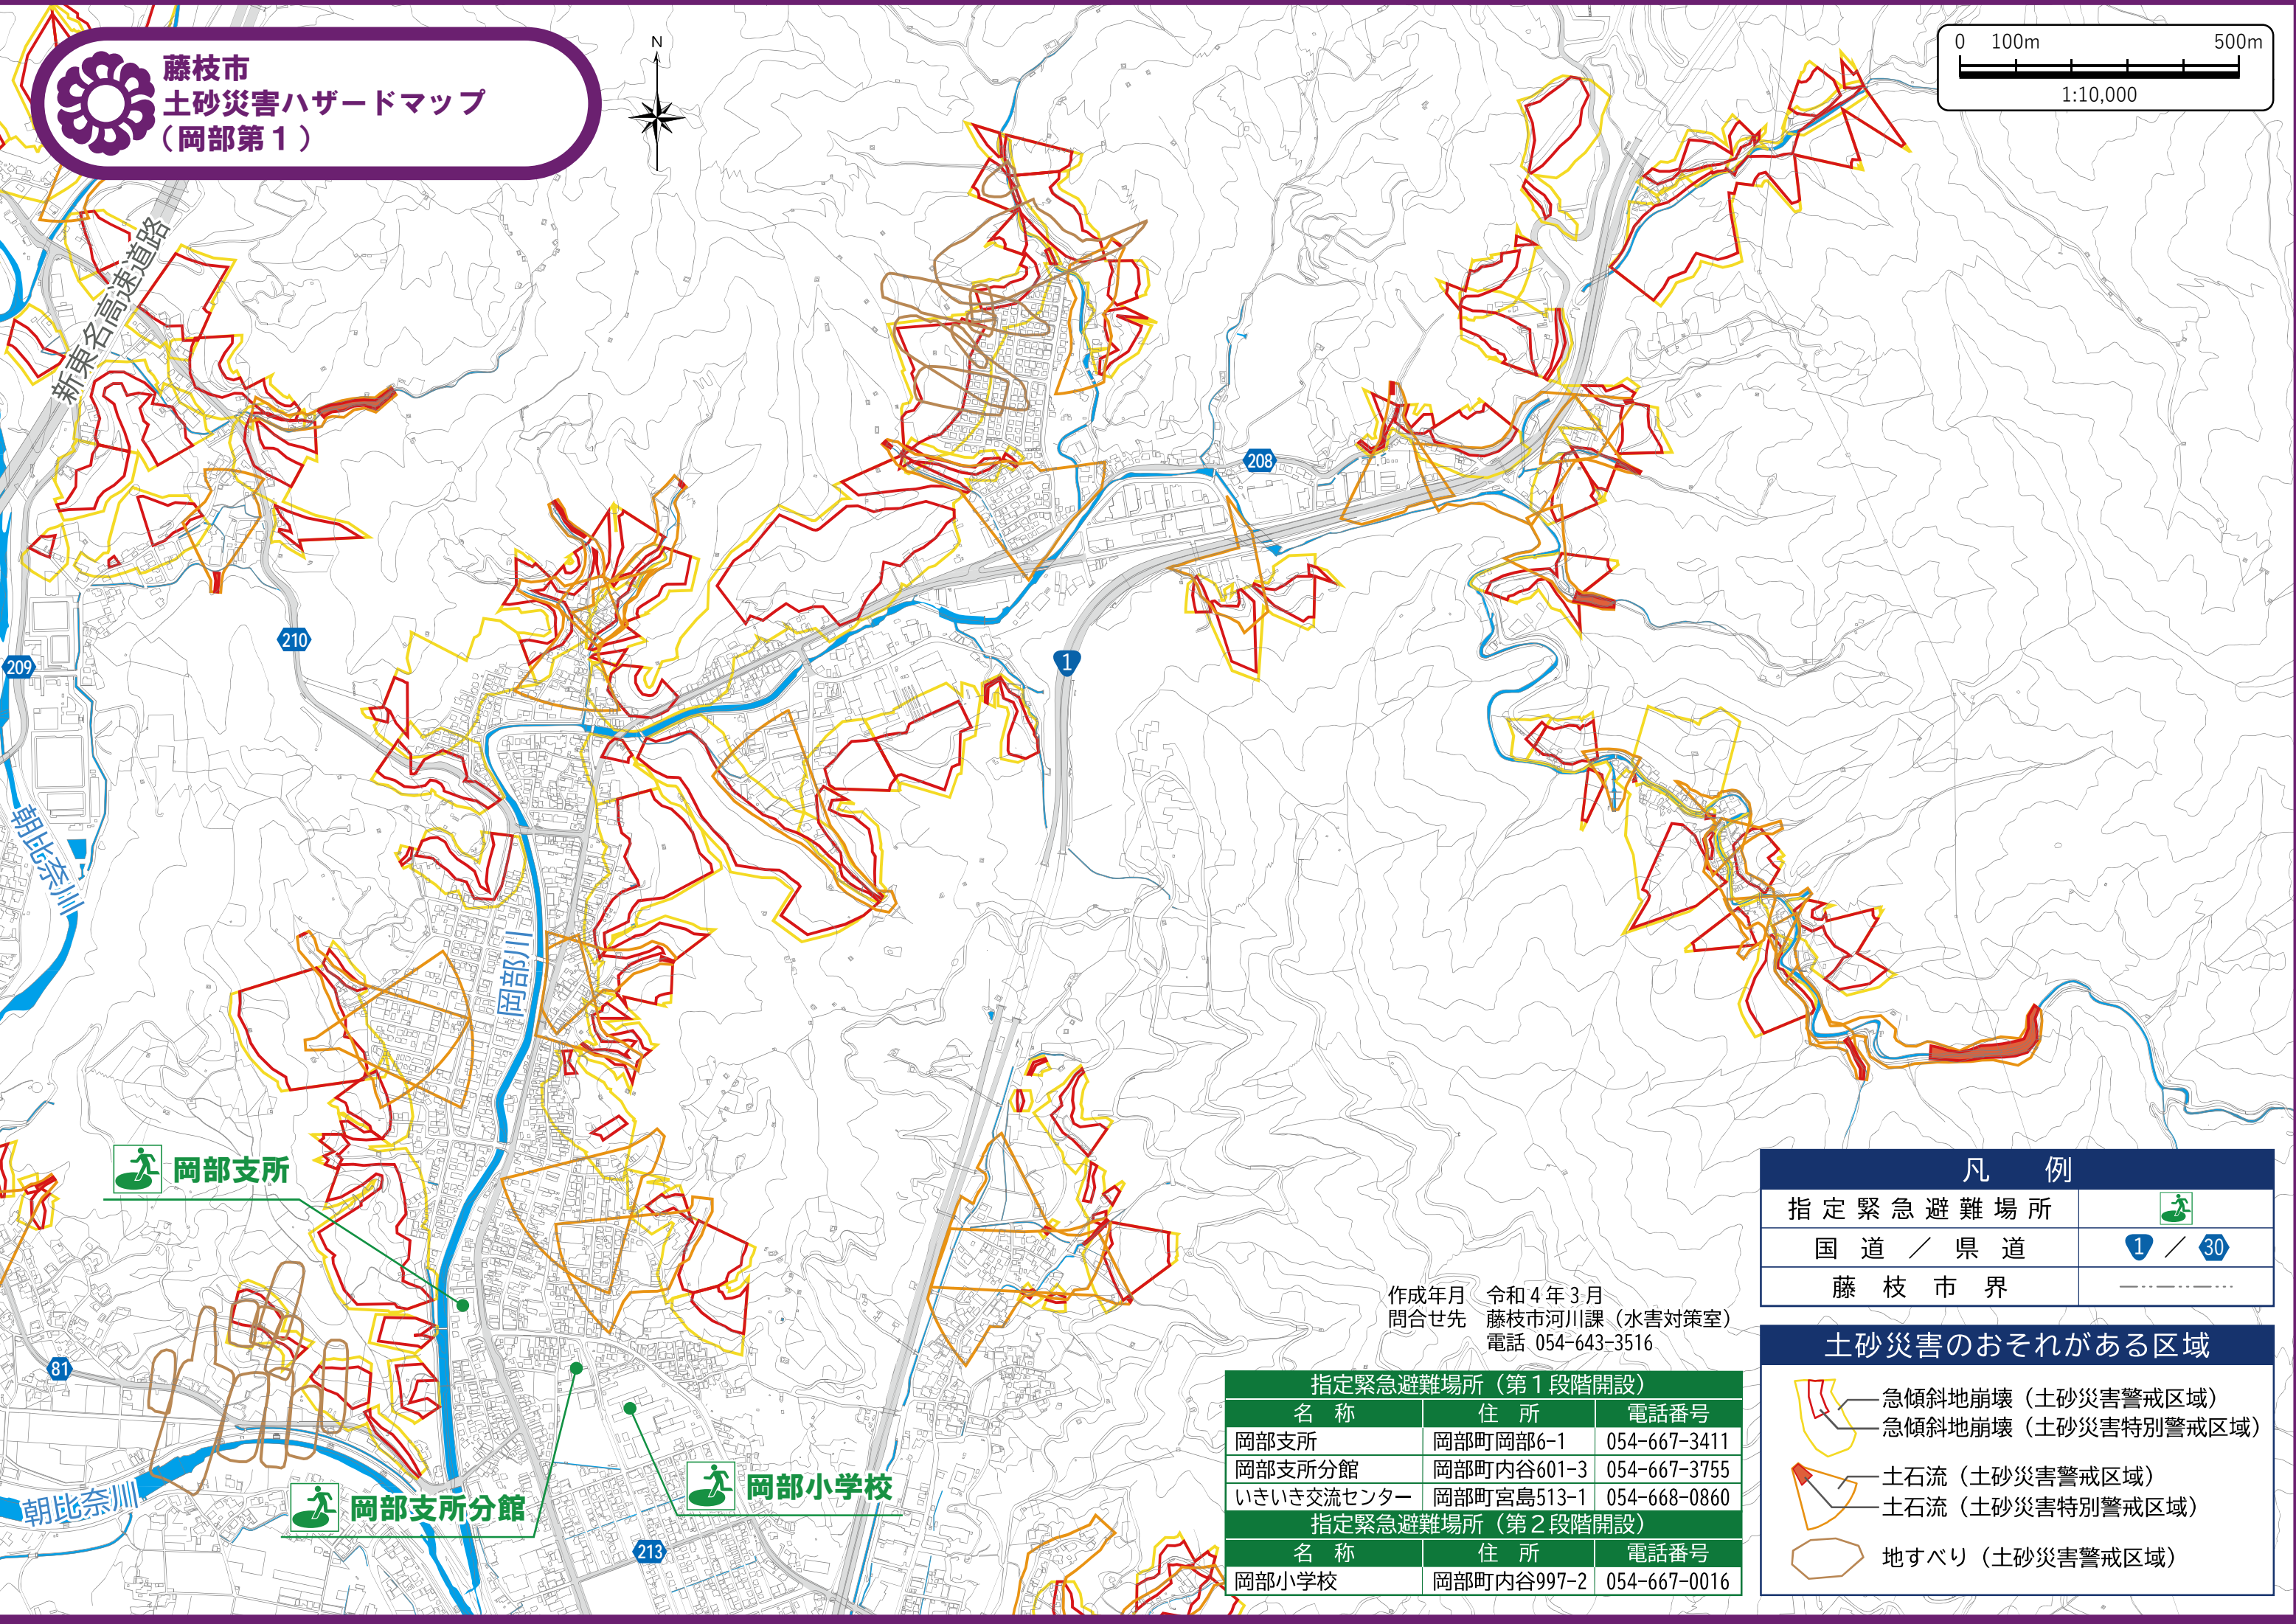 藤枝市
土砂災害ハザードマップ
（岡部第１）
N
0 100m 500m
1:10,000
新東名高速道路
208
210
209
1
朝比奈川
岡部川
岡部支所
81
朝比奈川
岡部支所分館
岡部小学校
213
作成年月 令和４年３月
問合せ先 藤枝市河川課（水害対策室）
電話 054-643-3516
指定緊急避難場所（第１段階開設）
名 称 住 所 電話番号
岡部支所 岡部町岡部6-1 054-667-3411
岡部支所分館 岡部町内谷601-3 054-667-3755
いきいき交流センター 岡部町宮島513-1 054-668-0860
指定緊急避難場所（第２段階開設）
名 称 住 所 電話番号
岡部小学校 岡部町内谷997-2 054-667-0016
凡 例
指定緊急避難場所
国道／県道 1 ／ 30
藤枝市界
土砂災害のおそれがある区域
急傾斜地崩壊（土砂災害警戒区域）
急傾斜地崩壊（土砂災害特別警戒区域）
土石流（土砂災害警戒区域）
土石流（土砂災害特別警戒区域）
地すべり（土砂災害警戒区域）